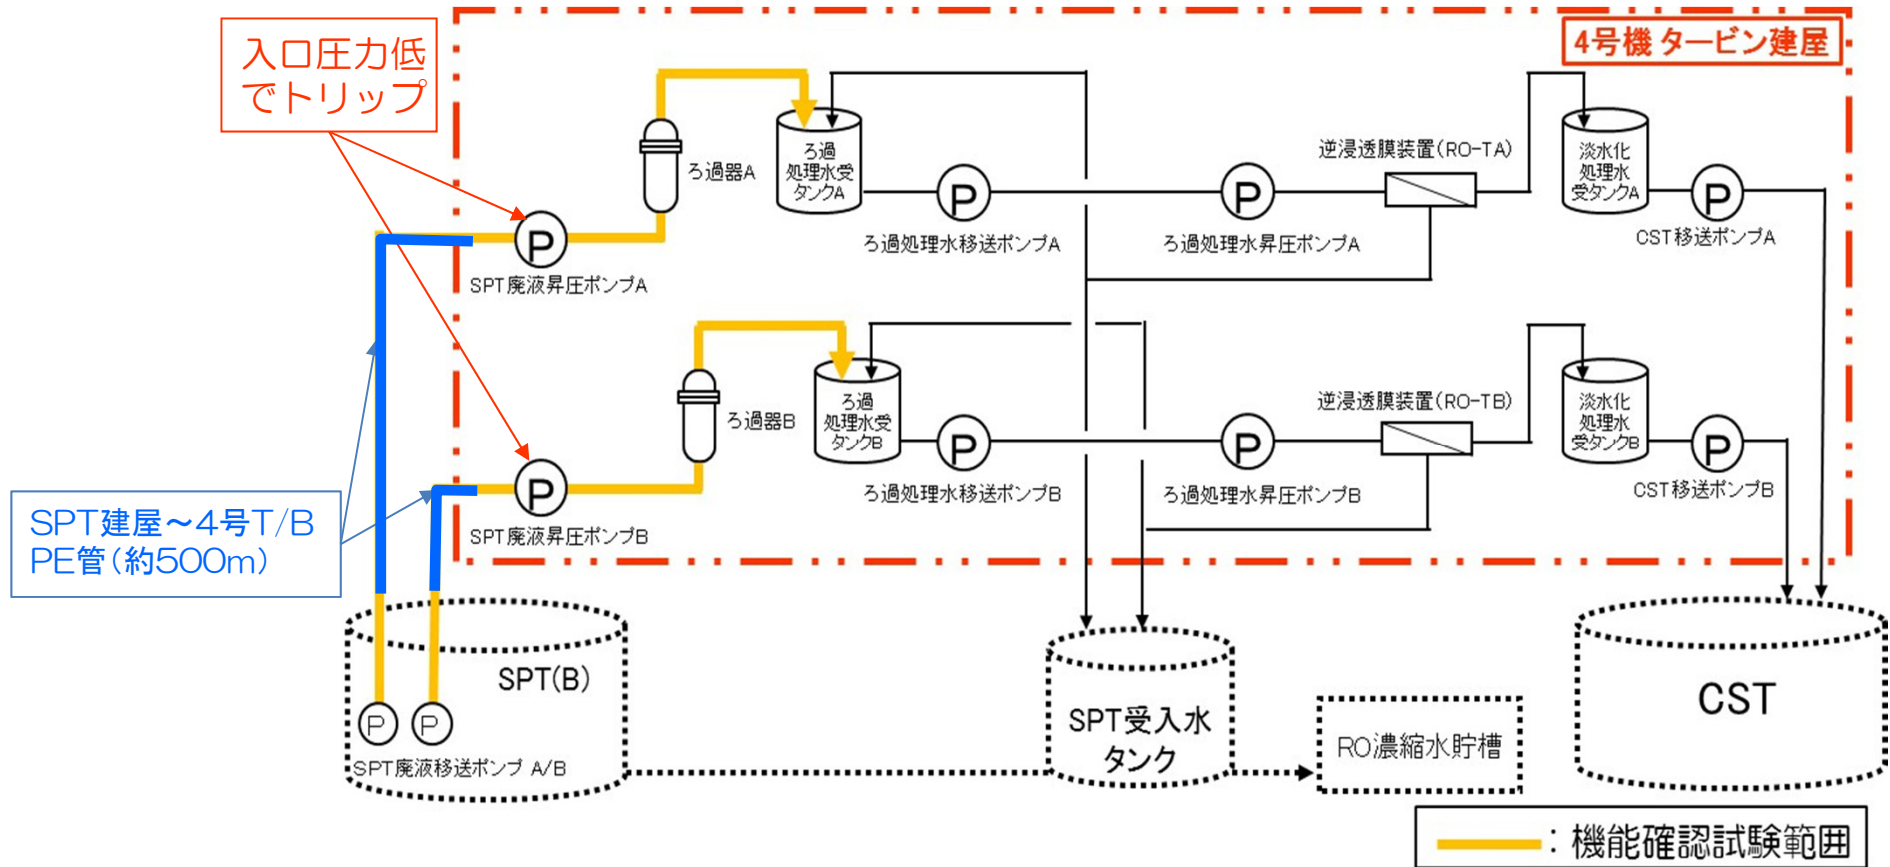 入口圧力低
でトリップ
4号機 タービン建屋
ろ過器A
ろ過
処理水受
タンクA
逆浸透膜装置(RO-TA)
淡水化
処理水
受タンクA
P
P
P
P
SPT廃液昇圧ポンプA
ろ過処理水移送ポンプA
ろ過処理水昇圧ポンプA
CST移送ポンプA
ろ過器B
ろ過
処理水受
タンクB
逆浸透膜装置(RO-TB)
淡水化
処理水
受タンクB
P
P
P
P
SPT廃液昇圧ポンプB
ろ過処理水移送ポンプB
ろ過処理水昇圧ポンプB
CST移送ポンプB
SPT建屋～4号T/B
PE管(約500m)
SPT(B)
P
P
SPT廃液移送ポンプ A/B
SPT受入水
タンク
RO濃縮水貯槽
CST
：機能確認試験範囲